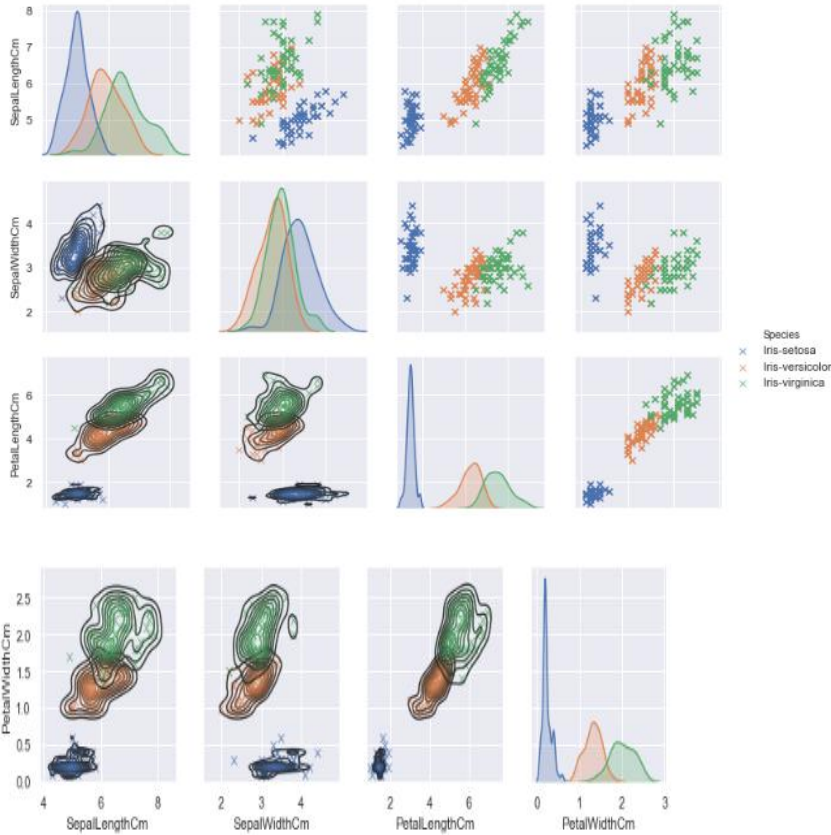 SepalLengthCm
8
7
6
5
SepalWidthCm
4
3
2
Species
Iris-setosa
Iris-versicolor
Iris-virginica
PetalLengthCm
6
4
2
PetalWidthCm
2.5
2.0
1.5
1.0
0.5
0.0
4 6 8 2 3 4 2 4 6 0 1 2 3
SepalLengthCm SepalWidthCm PetalLengthCm PetalWidthCm